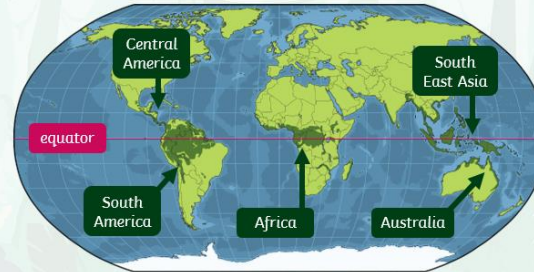 Central
America
South
East Asia
equator
South
America
Africa
Australia